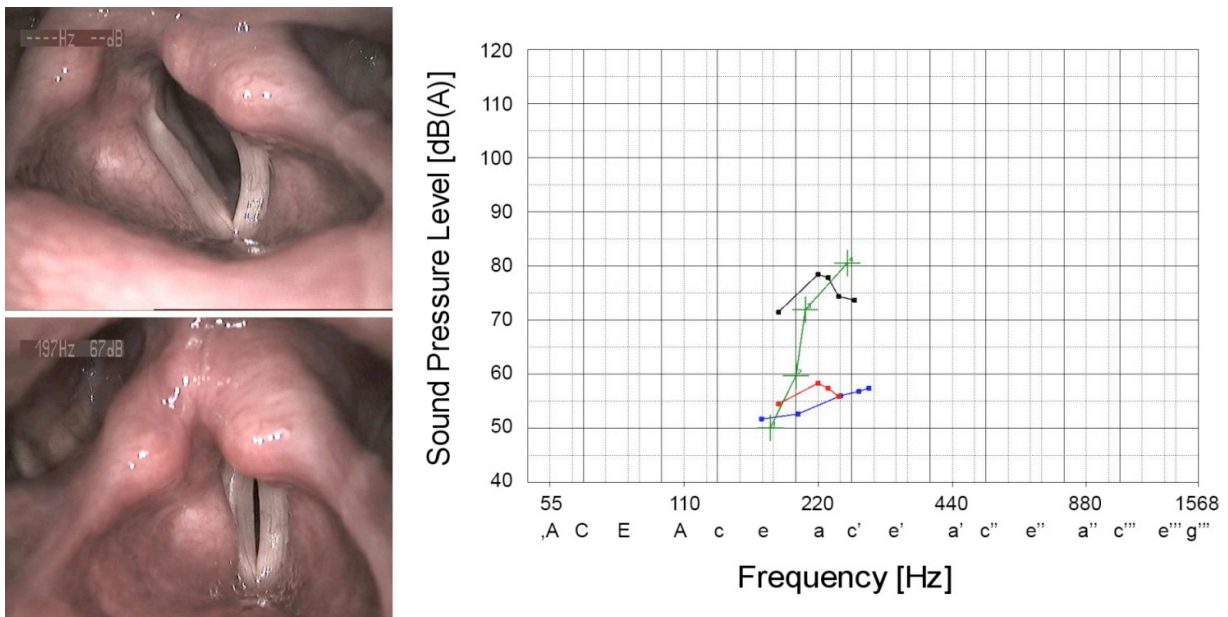 ----Hz --dB
197Hz 67dB
Sound Pressure Level [dB(A)]
120
110
100
90
80
70
60
50
40
55 110 220 440 880 1568
,A C E A c e a c' e' a' c'' e'' a'' c''' e''' g'''
Frequency [Hz]